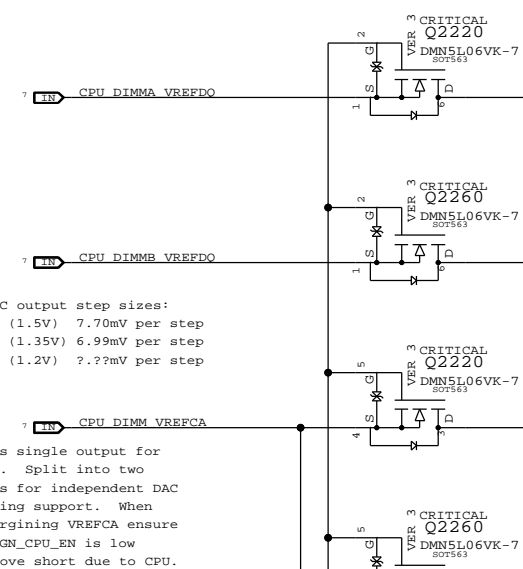 VER 3
CRITICAL
Q2220
DMN5L06VK-7
SOT563
2
G
S
D
1
6
7 IN CPU_DIMMA_VREFDQ
VER 3
CRITICAL
Q2260
DMN5L06VK-7
SOT563
2
G
S
D
1
6
7 IN CPU_DIMMB_VREFDQ
C output step sizes:
(1.5V) 7.70mV per step
(1.35V) 6.99mV per step
(1.2V) ?.??mV per step
VER 3
CRITICAL
Q2220
DMN5L06VK-7
SOT563
5
G
S
D
4
3
7 IN CPU_DIMM_VREFCA
s single output for
. Split into two
s for independent DAC
ing support. When
rgining VREFCA ensure
GN_CPU_EN is low
ove short due to CPU.
VER 3
CRITICAL
Q2260
DMN5L06VK-7
SOT563
5
G